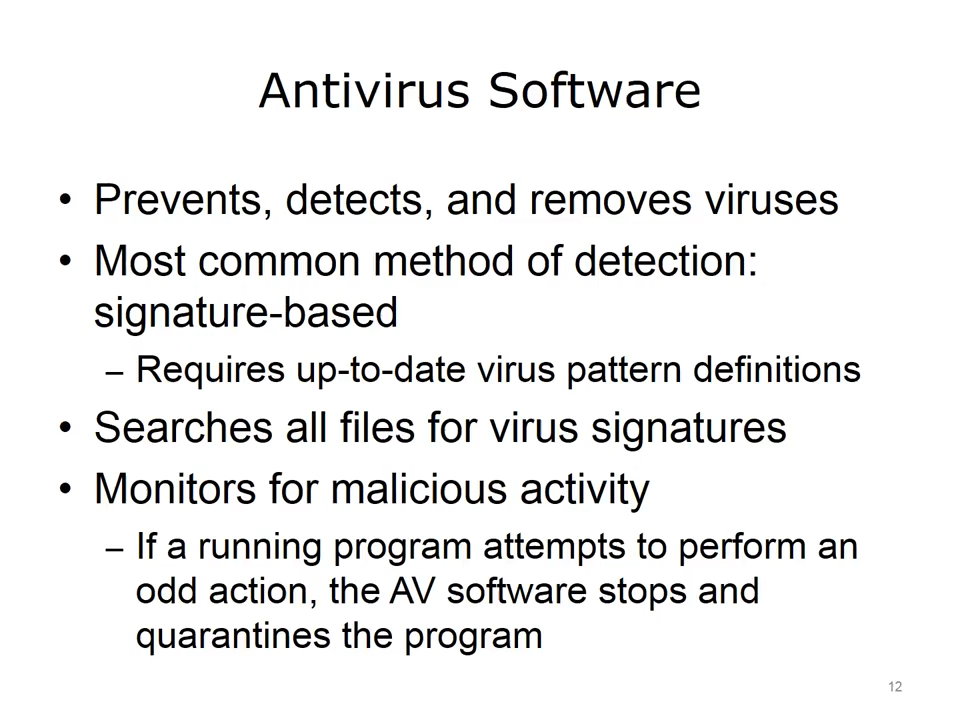 Antivirus Software
• Prevents, detects, and removes viruses
• Most common method of detection:
signature-based
– Requires up-to-date virus pattern definitions
• Searches all files for virus signatures
• Monitors for malicious activity
– If a running program attempts to perform an
odd action, the AV software stops and
quarantines the program
12